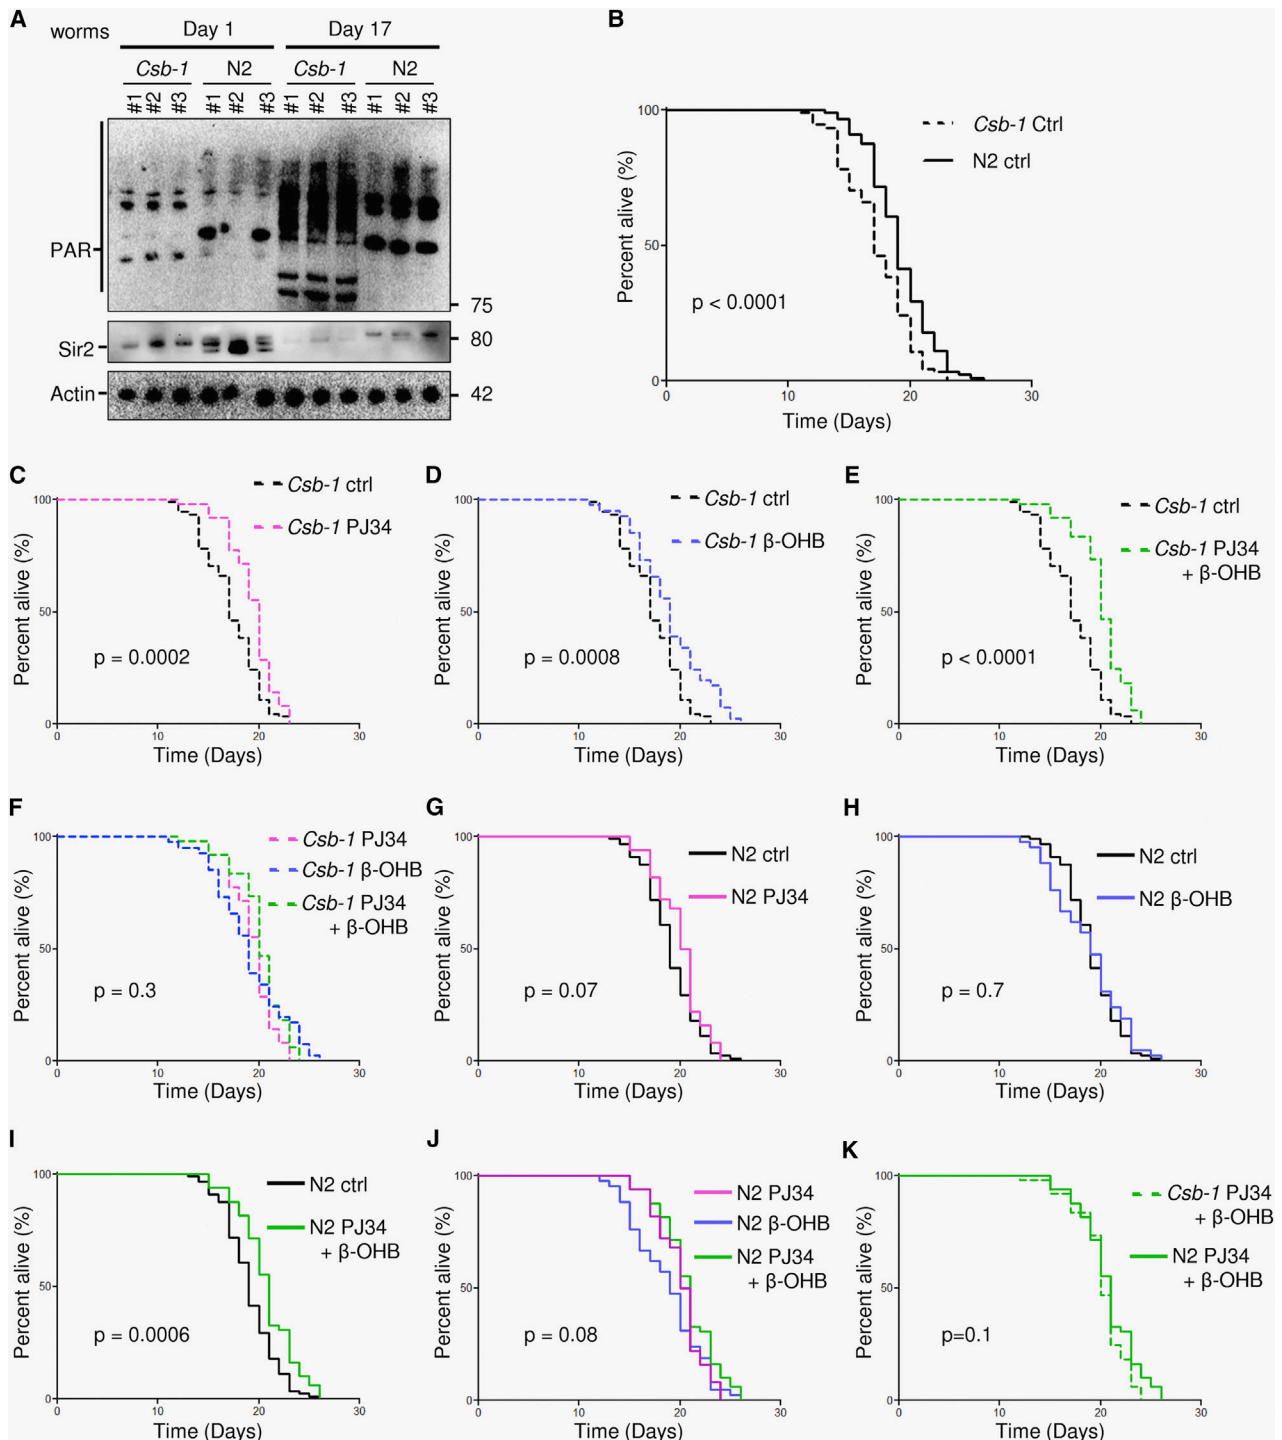 A
worms
Day 1
Day 17
Csb-1
N2
Csb-1
N2
#1
#2
#3
#1
#2
#3
#1
#2
#3
#1
#2
#3
PAR
75
Sir2
80
Actin
42
B
Percent alive (%)
100
50
0
0
10
20
30
Time (Days)
Csb-1 Ctrl
N2 ctrl
p < 0.0001
C
Percent alive (%)
100
50
0
0
10
20
30
Time (Days)
Csb-1 ctrl
Csb-1 PJ34
p = 0.0002
D
Percent alive (%)
100
50
0
0
10
20
30
Time (Days)
Csb-1 ctrl
Csb-1 β-OHB
p = 0.0008
E
Percent alive (%)
100
50
0
0
10
20
30
Time (Days)
Csb-1 ctrl
Csb-1 PJ34
+ β-OHB
p < 0.0001
F
Percent alive (%)
100
50
0
0
10
20
30
Time (Days)
Csb-1 PJ34
Csb-1 β-OHB
Csb-1 PJ34
+ β-OHB
p = 0.3
G
Percent alive (%)
100
50
0
0
10
20
30
Time (Days)
N2 ctrl
N2 PJ34
p = 0.07
H
Percent alive (%)
100
50
0
0
10
20
30
Time (Days)
N2 ctrl
N2 β-OHB
p = 0.7
I
Percent alive (%)
100
50
0
0
10
20
30
Time (Days)
N2 ctrl
N2 PJ34
+ β-OHB
p = 0.0006
J
Percent alive (%)
100
50
0
0
10
20
30
Time (Days)
N2 PJ34
N2 β-OHB
N2 PJ34
+ β-OHB
p = 0.08
K
Percent alive (%)
100
50
0
0
10
20
30
Time (Days)
Csb-1 PJ34
+ β-OHB
N2 PJ34
+ β-OHB
p=0.1